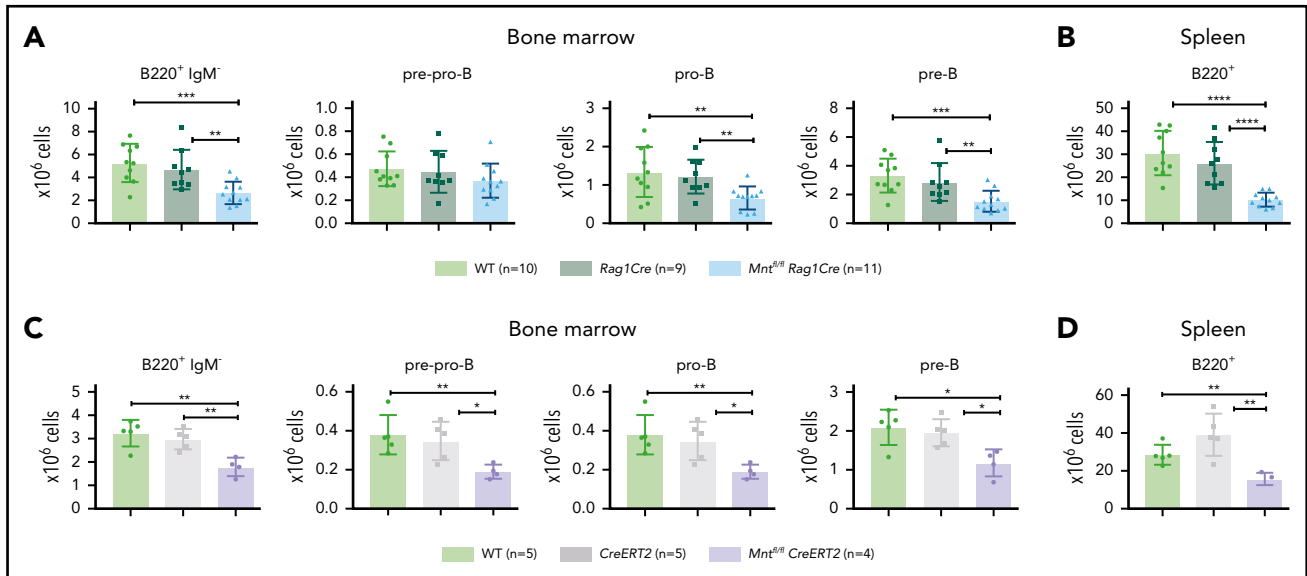 A
Bone marrow
B
Spleen
B220⁺ IgM⁻
pre-pro-B
pro-B
pre-B
B220⁺
x10⁶ cells
10
8
6
4
2
0
***
**
x10⁶ cells
1.0
0.8
0.6
0.4
0.2
0.0
x10⁶ cells
3
2
1
0
**
**
x10⁶ cells
8
6
4
2
0
***
**
x10⁶ cells
50
40
30
20
10
0
****
****
WT (n=10) Rag1Cre (n=9) Mntᶠˡ/ᶠˡ Rag1Cre (n=11)
C
Bone marrow
D
Spleen
B220⁺ IgM⁻
pre-pro-B
pro-B
pre-B
B220⁺
x10⁶ cells
5
4
3
2
1
0
**
**
x10⁶ cells
0.6
0.4
0.2
0.0
**
*
x10⁶ cells
0.6
0.4
0.2
0.0
**
*
x10⁶ cells
3
2
1
0
*
*
x10⁶ cells
60
40
20
0
**
**
WT (n=5) CreERT2 (n=5) Mntᶠˡ/ᶠˡ CreERT2 (n=4)